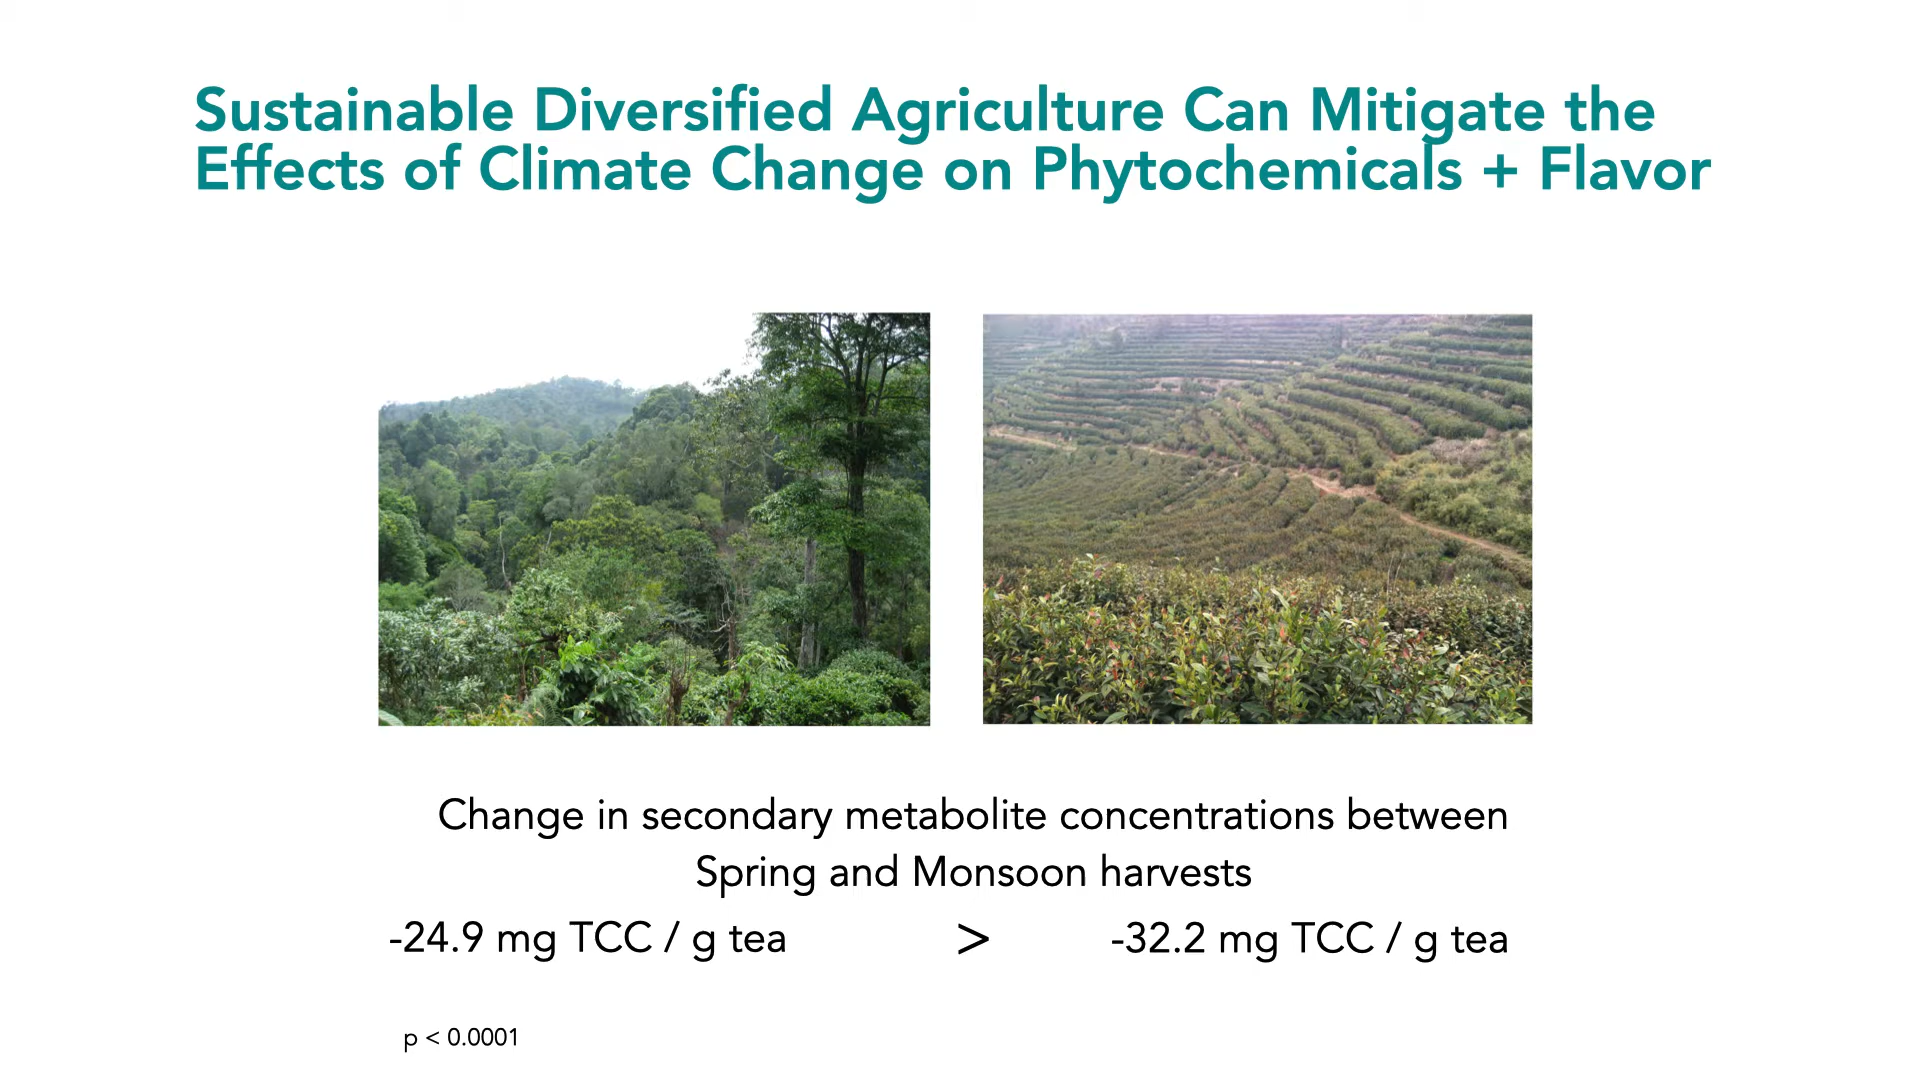 Sustainable Diversified Agriculture Can Mitigate the
Effects of Climate Change on Phytochemicals + Flavor
Change in secondary metabolite concentrations between
Spring and Monsoon harvests
-24.9 mg TCC / g tea > -32.2 mg TCC / g tea
p < 0.0001